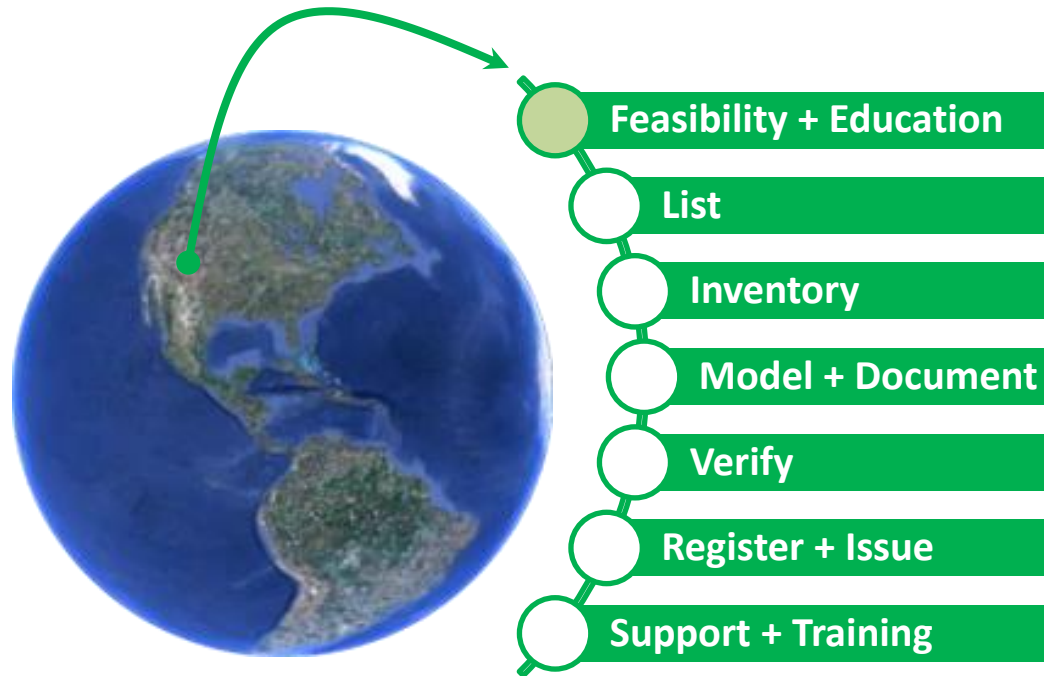 Feasibility + Education
List
Inventory
Model + Document
Verify
Register + Issue
Support + Training